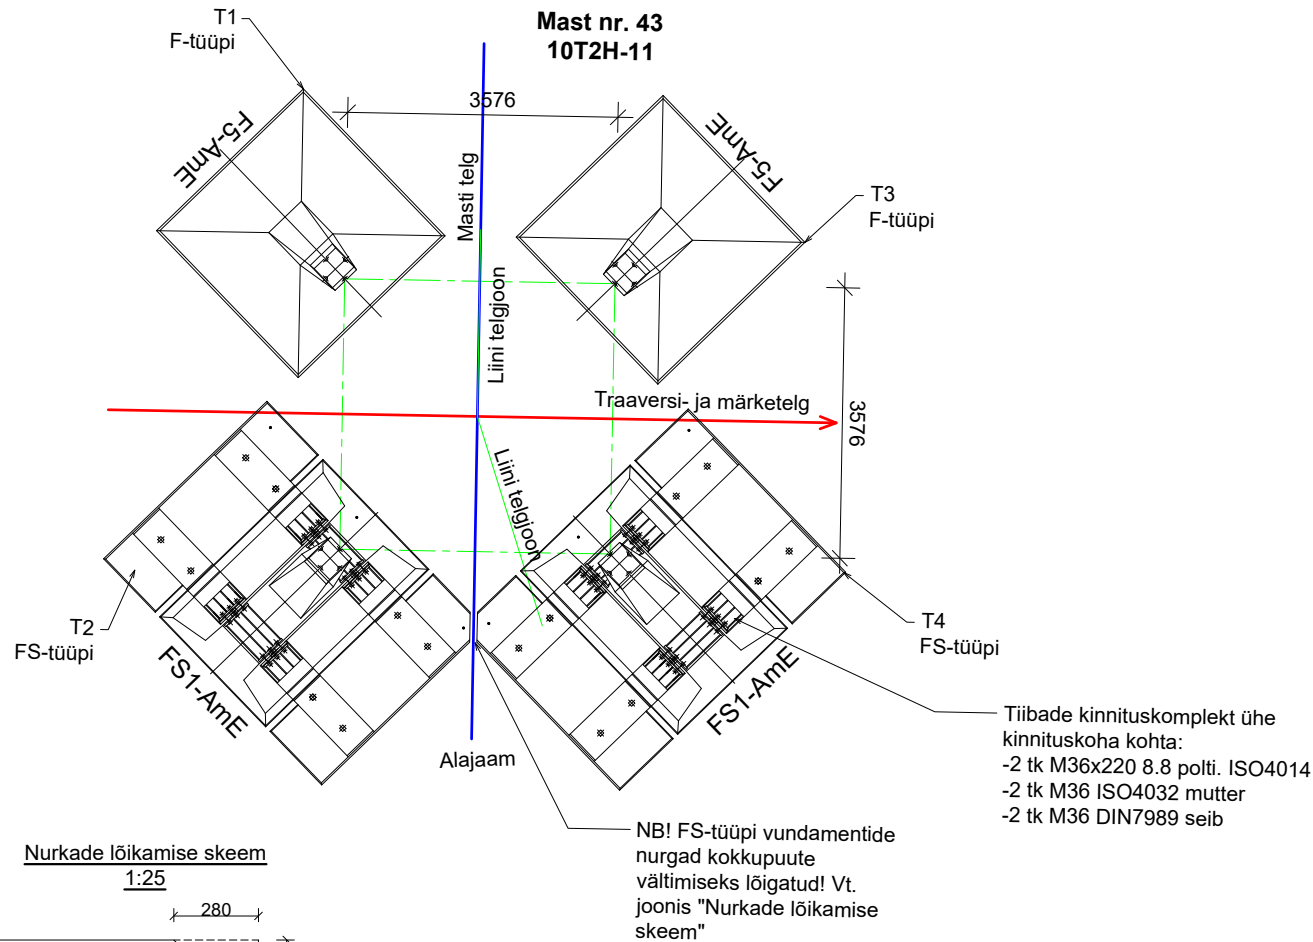 Mast nr. 43
10T2H-11
T1
F-tüüpi
3576
F5-AmE
F5-AmE
Masti telg
T3
F-tüüpi
Liini telgjoon
Traaversi- ja märketelg
3576
Liini telgjoon
T2
FS-tüüpi
T4
FS-tüüpi
FS1-AmE
FS1-AmE
Alajaam
Tiibade kinnituskomplekt ühe
kinnituskoha kohta:
-2 tk M36x220 8.8 polti. ISO4014
-2 tk M36 ISO4032 mutter
-2 tk M36 DIN7989 seib
NB! FS-tüüpi vundamentide
nurgad kokkupuute
vältimiseks lõigatud! Vt.
joonis "Nurkade lõikamise
skeem"
Nurkade lõikamise skeem
1:25
280